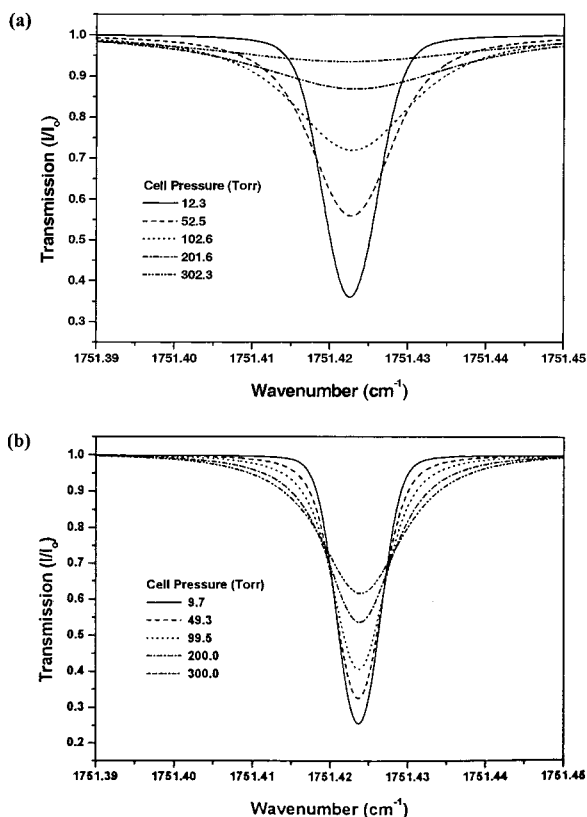 (a)
1.0
0.9
0.8
0.7
0.6
0.5
0.4
0.3
Transmission (I/I₀)
Cell Pressure (Torr)
12.3
52.5
102.6
201.6
302.3
1751.39 1751.40 1751.41 1751.42 1751.43 1751.44 1751.45
Wavenumber (cm⁻¹)
(b)
1.0
0.9
0.8
0.7
0.6
0.5
0.4
0.3
0.2
Transmission (I/I₀)
Cell Pressure (Torr)
9.7
49.3
99.5
200.0
300.0
1751.39 1751.40 1751.41 1751.42 1751.43 1751.44 1751.45
Wavenumber (cm⁻¹)